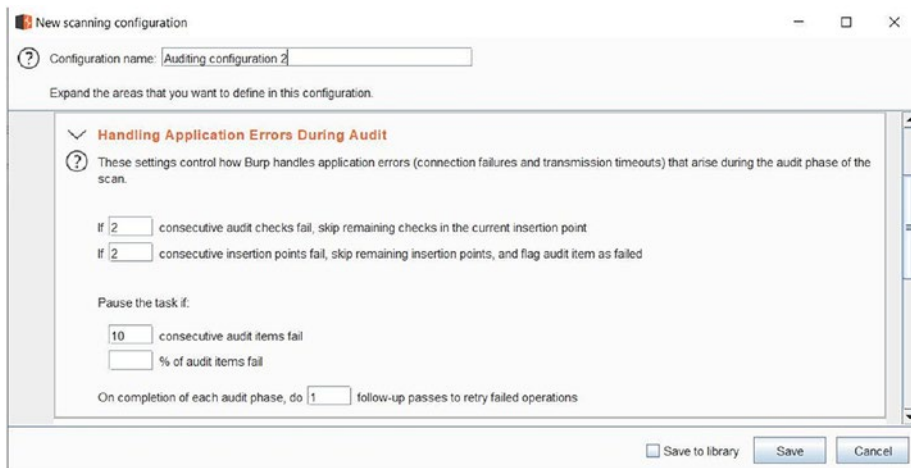 New scanning configuration
Configuration name: Auditing configuration 2
Expand the areas that you want to define in this configuration.
Handling Application Errors During Audit
These settings control how Burp handles application errors (connection failures and transmission timeouts) that arise during the audit phase of the
scan.
If 2 consecutive audit checks fail, skip remaining checks in the current insertion point
If 2 consecutive insertion points fail, skip remaining insertion points, and flag audit item as failed
Pause the task if:
10 consecutive audit items fail
% of audit items fail
On completion of each audit phase, do 1 follow-up passes to retry failed operations
Save to library Save Cancel